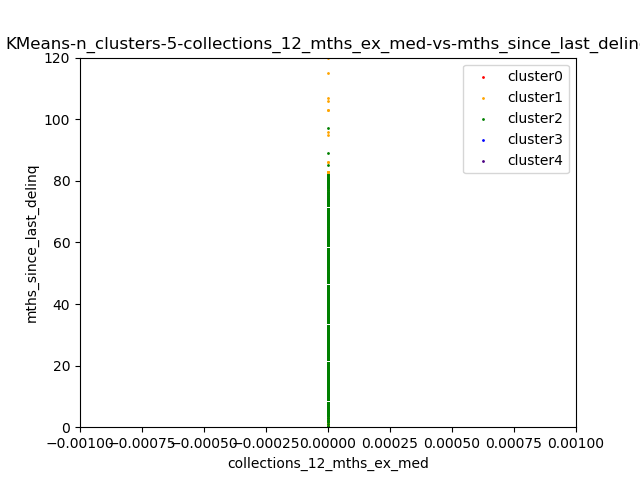 KMeans-n_clusters-5-collections_12_mths_ex_med-vs-mths_since_last_delin
120
100
80
60
40
20
0
mths_since_last_delinq
cluster0
cluster1
cluster2
cluster3
cluster4
−0.00100 −0.00075 −0.00050 −0.00025 0.00000 0.00025 0.00050 0.00075 0.00100
collections_12_mths_ex_med